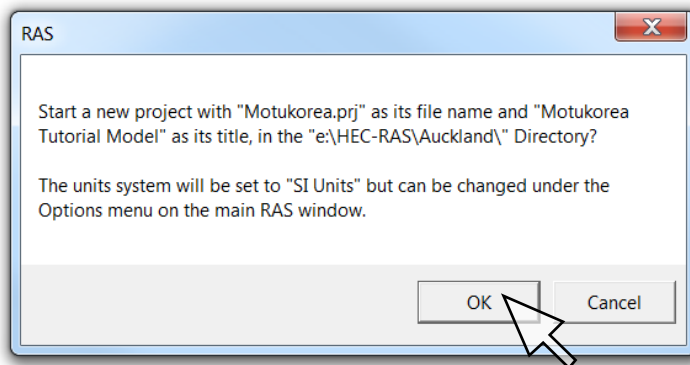 RAS
Start a new project with "Motukorea.prj" as its file name and "Motukorea
Tutorial Model" as its title, in the "e:\HEC-RAS\Auckland\" Directory?
The units system will be set to "SI Units" but can be changed under the
Options menu on the main RAS window.
OK
Cancel